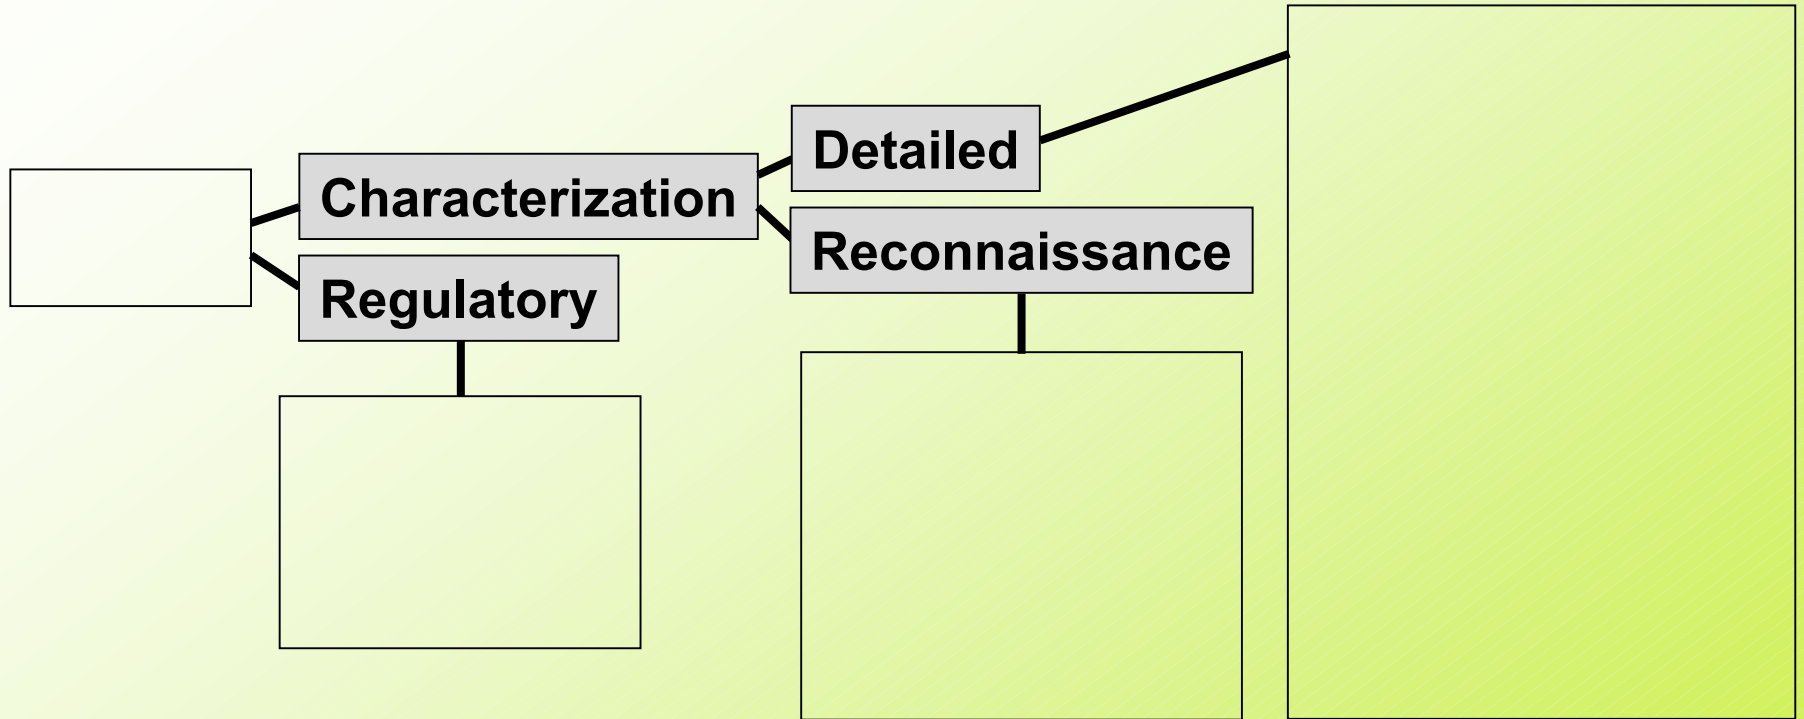 Detailed
Characterization
Reconnaissance
Regulatory